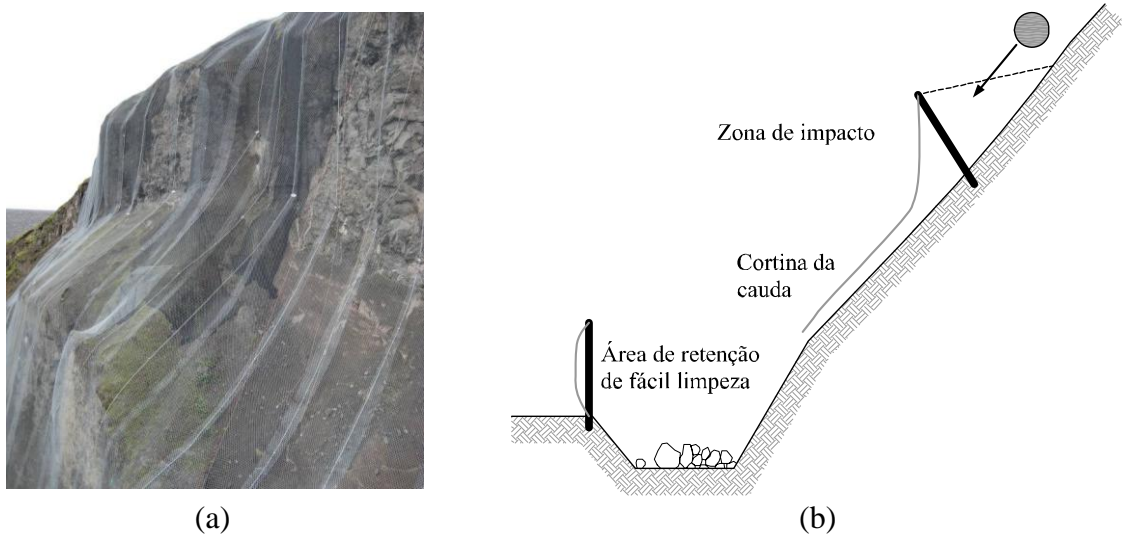 Zona de impacto
Cortina da
cauda
Área de retenção
de fácil limpeza
(a)
(b)